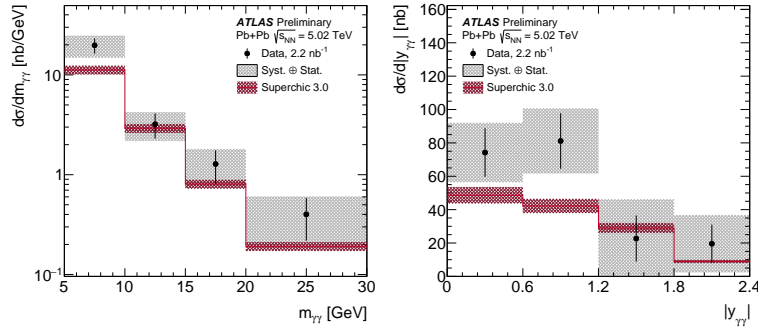 dσ/dm_γγ [nb/GeV]
10
1
10⁻¹
ATLAS Preliminary
Pb+Pb √s_NN = 5.02 TeV
Data, 2.2 nb⁻¹
Syst. ⊕ Stat.
Superchic 3.0
5 10 15 20 25 30
m_γγ [GeV]
dσ/d|y_γγ| [nb]
160
140
120
100
80
60
40
20
0
ATLAS Preliminary
Pb+Pb √s_NN = 5.02 TeV
Data, 2.2 nb⁻¹
Syst. ⊕ Stat.
Superchic 3.0
0 0.6 1.2 1.8 2.4
|y_γγ|